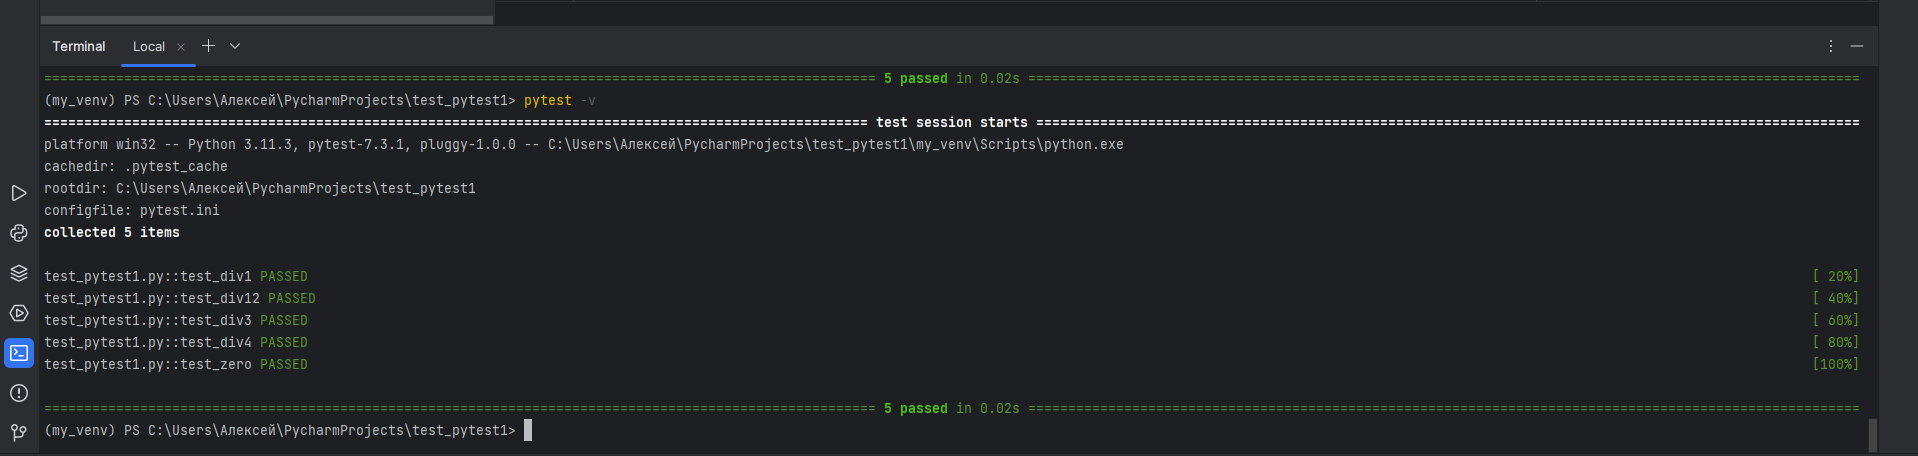 Terminal Local
============================== 5 passed in 0.02s ==============================
(my_venv) PS C:\Users\Алексей\PycharmProjects\test_pytest1> pytest -v
============================== test session starts ==============================
platform win32 -- Python 3.11.3, pytest-7.3.1, pluggy-1.0.0 -- C:\Users\Алексей\PycharmProjects\test_pytest1\my_venv\Scripts\python.exe
cachedir: .pytest_cache
rootdir: C:\Users\Алексей\PycharmProjects\test_pytest1
configfile: pytest.ini
collected 5 items
test_pytest1.py::test_div1 PASSED [ 20%]
test_pytest1.py::test_div12 PASSED [ 40%]
test_pytest1.py::test_div3 PASSED [ 60%]
test_pytest1.py::test_div4 PASSED [ 80%]
test_pytest1.py::test_zero PASSED [100%]
============================== 5 passed in 0.02s ==============================
(my_venv) PS C:\Users\Алексей\PycharmProjects\test_pytest1>